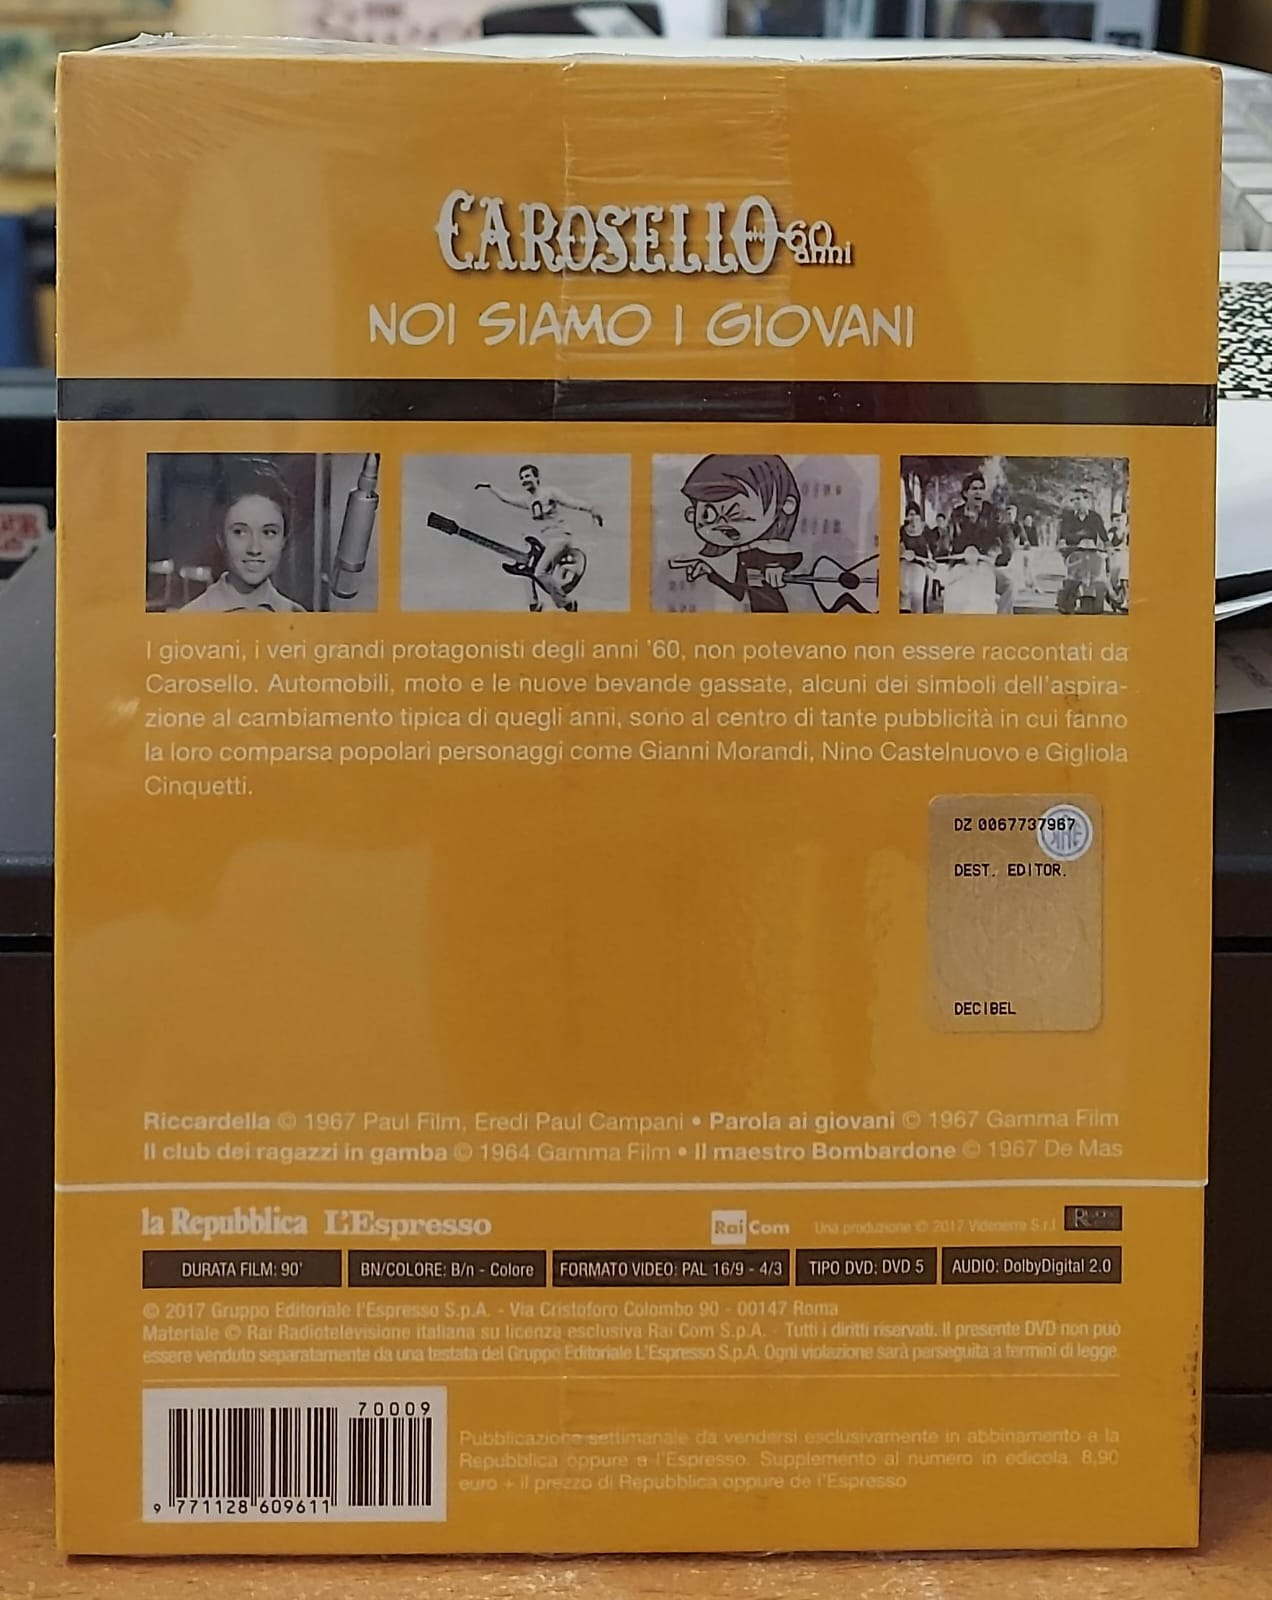 CAROSELLO 60 anni
NOI SIAMO I GIOVANI
I giovani, i veri grandi protagonisti degli anni '60, non potevano non essere raccontati da
Carosello. Automobili, moto e le nuove bevande gassate, alcuni dei simboli dell'aspira-
zione al cambiamento tipica di quegli anni, sono al centro di tante pubblicità in cui fanno
la loro comparsa popolari personaggi come Gianni Morandi, Nino Castelnuovo e Gigliola
Cinquetti.
DZ 0067737967
DEST. EDITOR.
DECIBEL
Riccardella © 1967 Paul Film, Eredi Paul Campani • Parola ai giovani © 1967 Gamma Film
Il club dei ragazzi in gamba © 1964 Gamma Film • Il maestro Bombardone © 1967 De Mas
la Repubblica L'Espresso Rai Com Una produzione © 2017 Videnerre S.r.l.
DURATA FILM: 90' BN/COLORE: B/n - Colore FORMATO VIDEO: PAL 16/9 - 4/3 TIPO DVD: DVD 5 AUDIO: DolbyDigital 2.0
© 2017 Gruppo Editoriale l'Espresso S.p.A. - Via Cristoforo Colombo 90 - 00147 Roma
Materiale © Rai Radiotelevisione italiana su licenza esclusiva Rai Com S.p.A. - Tutti i diritti riservati. Il presente DVD non può
essere venduto separatamente da una testata del Gruppo Editoriale L'Espresso S.p.A. Ogni violazione sarà perseguita a termini di legge.
70009
9 771128 609611
Pubblicazione settimanale da vendersi esclusivamente in abbinamento a la
Repubblica oppure a l'Espresso. Supplemento al numero in edicola. 8,90
euro + il prezzo di Repubblica oppure de l'Espresso